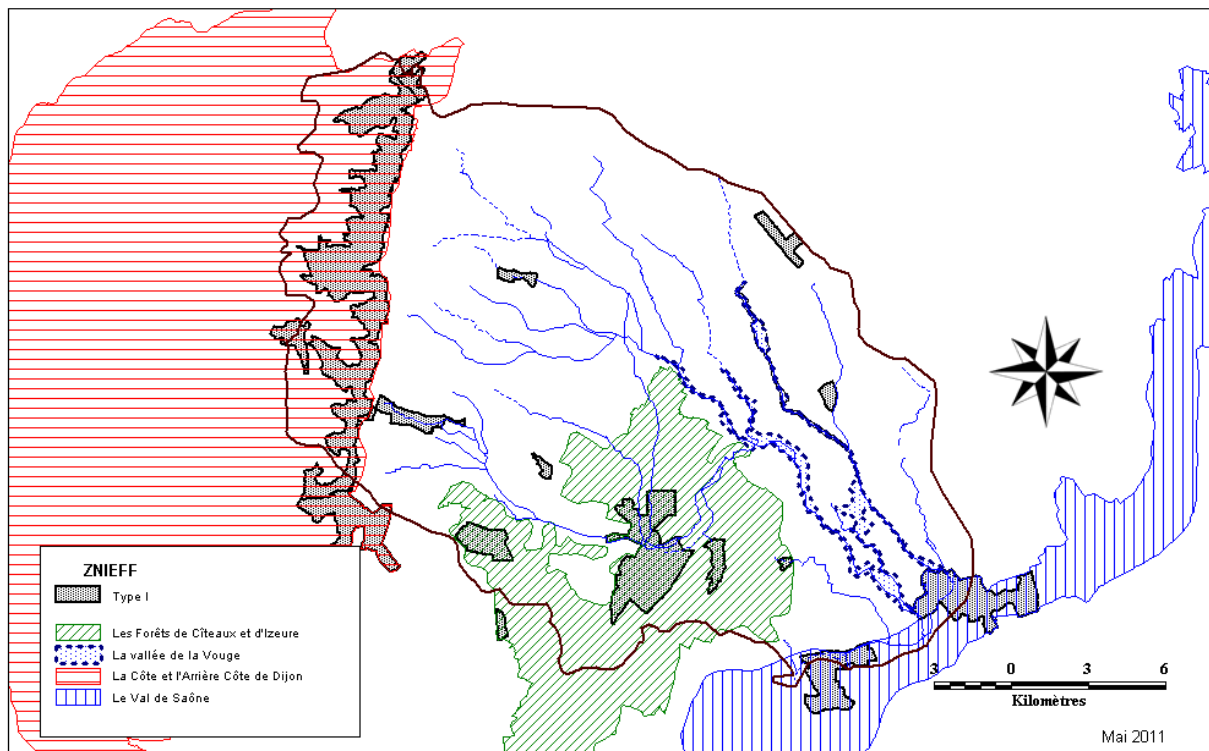 ZNIEFF
Type I
Les Forêts de Cîteaux et d'Izeure
La vallée de la Vouge
La Côte et l'Arrière Côte de Dijon
Le Val de Saône
3 0 3 6
Kilomètres
Mai 2011